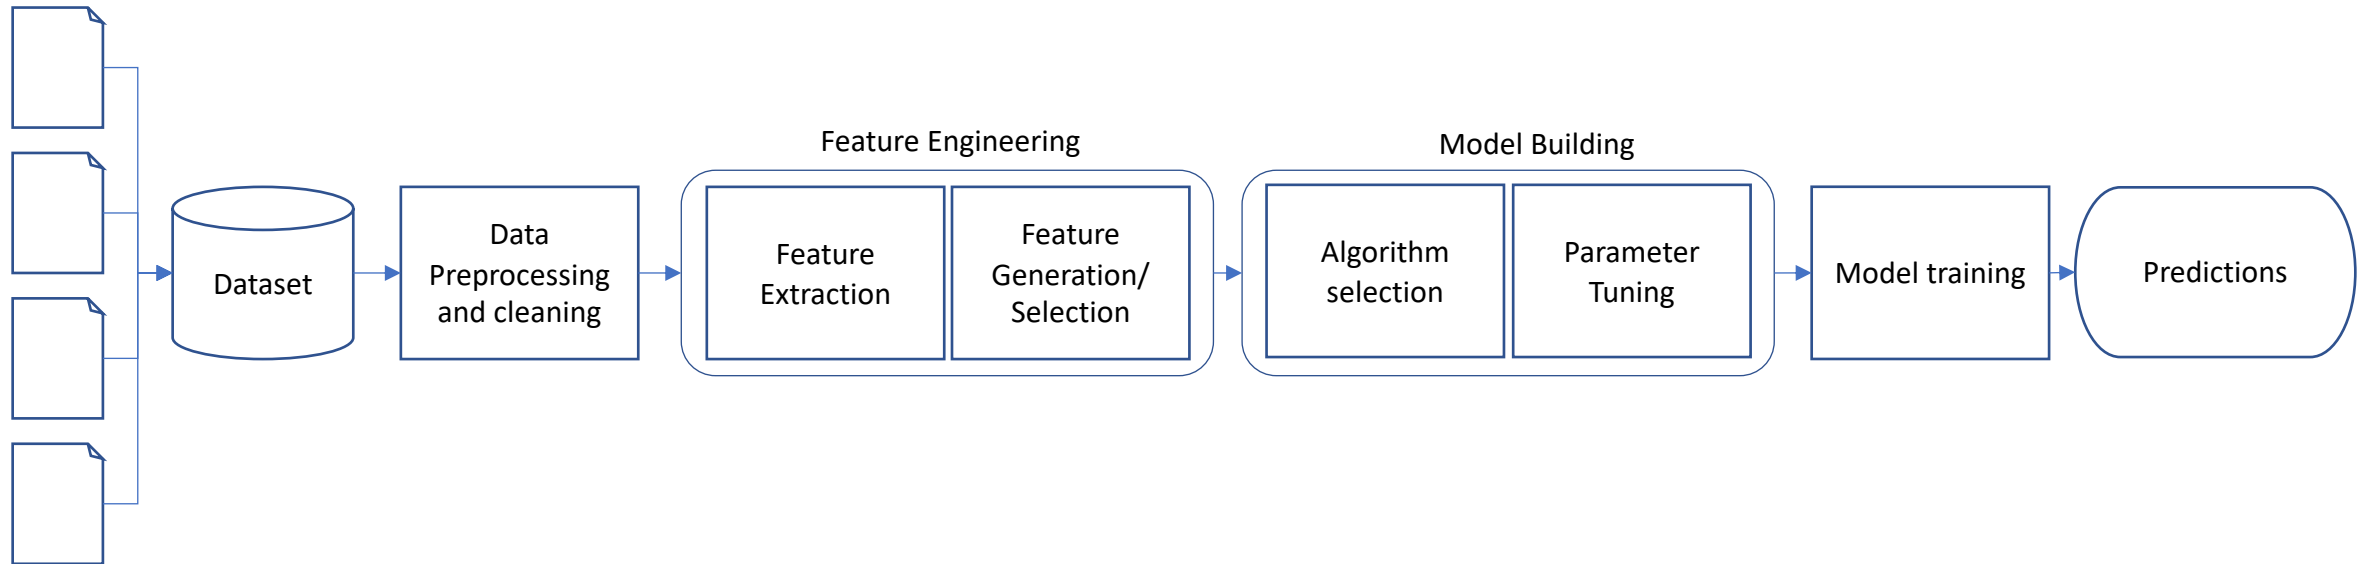 Feature Engineering
Model Building
Dataset
Data
Preprocessing
and cleaning
Feature
Extraction
Feature
Generation/
Selection
Algorithm
selection
Parameter
Tuning
Model training
Predictions